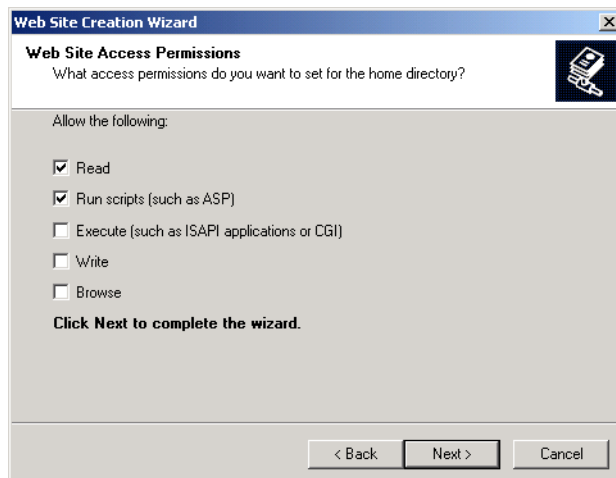 Web Site Creation Wizard
Web Site Access Permissions
What access permissions do you want to set for the home directory?
Allow the following:
Read
Run scripts (such as ASP)
Execute (such as ISAPI applications or CGI)
Write
Browse
Click Next to complete the wizard.
< Back Next > Cancel